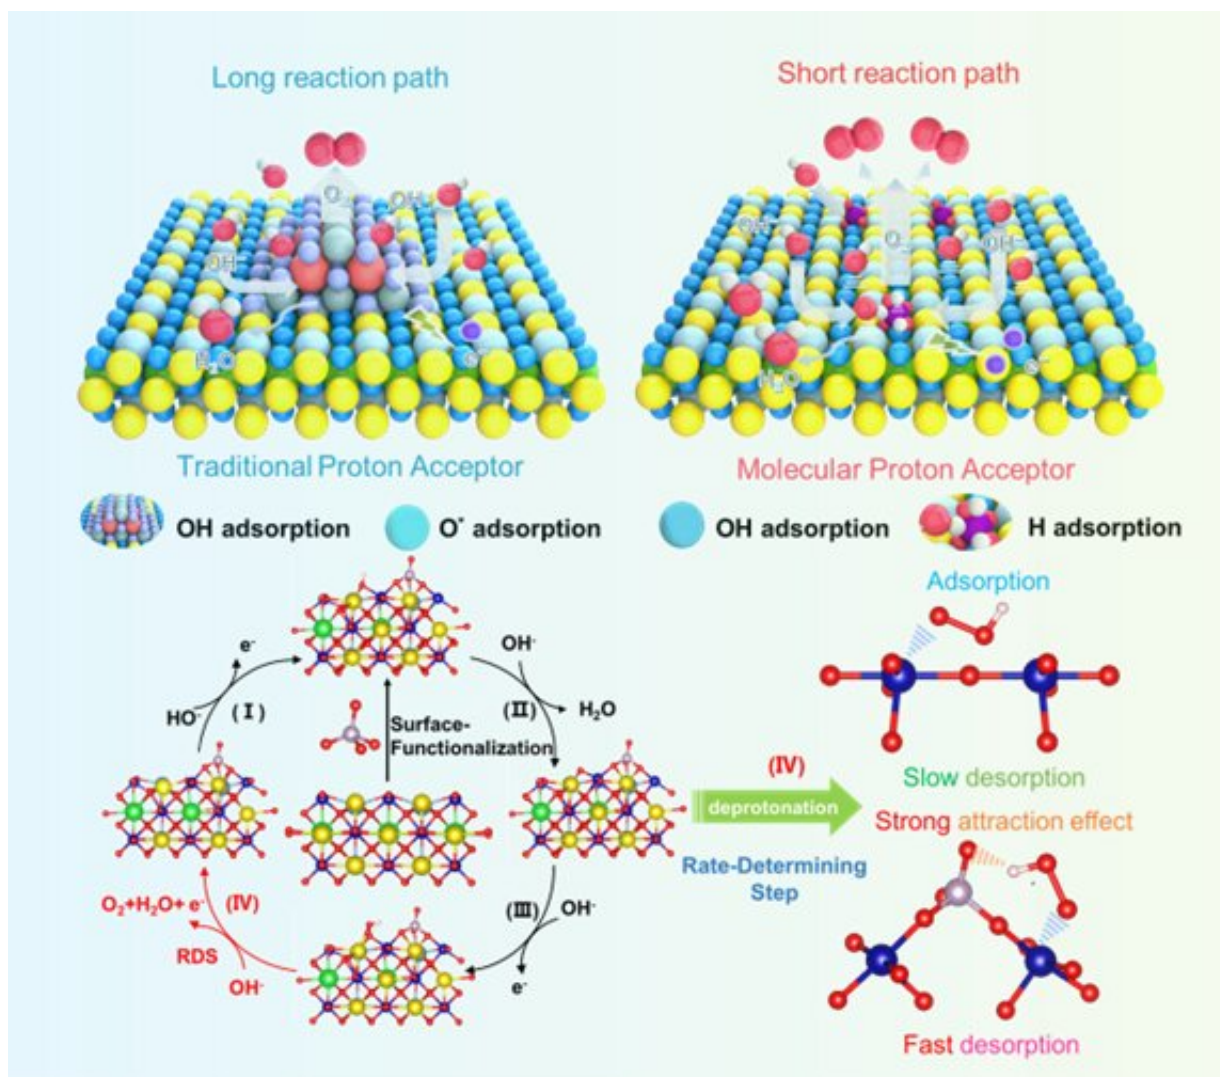 Long reaction path
Short reaction path
O₂
OH⁻
OH⁻
H₂O
e⁻
O₂
OH⁻
OH⁻
H₂O
e⁻
Traditional Proton Acceptor
Molecular Proton Acceptor
OH adsorption
O* adsorption
OH adsorption
H adsorption
Adsorption
e⁻
OH⁻
HO⁻
(Ⅰ)
(Ⅱ)
H₂O
Surface-
Functionalization
Slow desorption
(Ⅳ)
deprotonation
Strong attraction effect
Rate-Determining
Step
O₂+H₂O+ e⁻
(Ⅳ)
(Ⅲ)
OH⁻
RDS
OH⁻
e⁻
Fast desorption